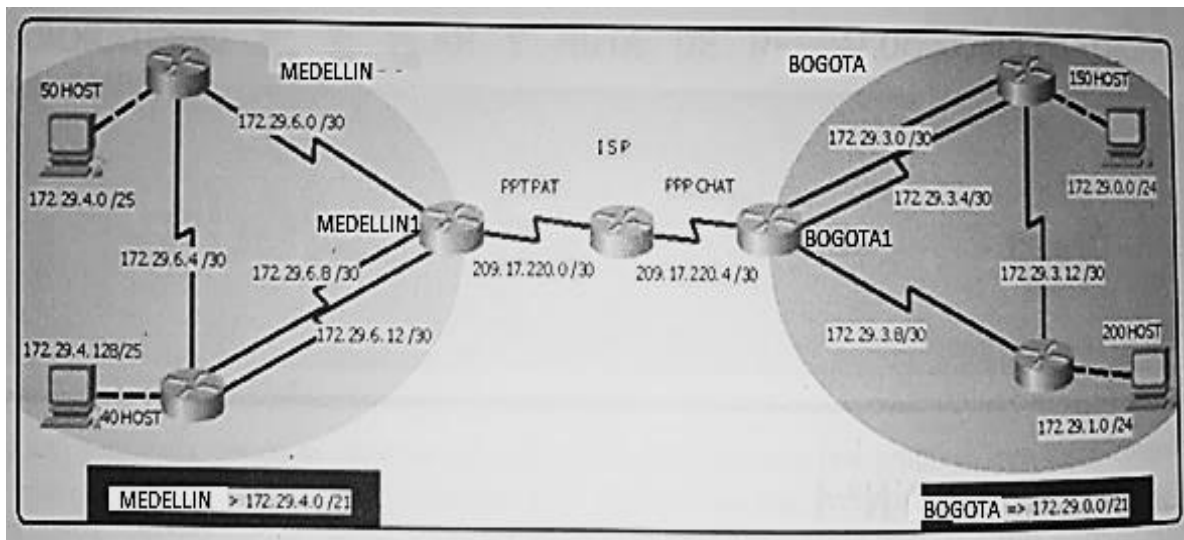 MEDELLIN
BOGOTA
50 HOST
150 HOST
172.29.6.0 /30
172.29.3.0 /30
ISP
172.29.4.0 /25
PPTPAT
PPP CHAT
172.29.3.4/30
172.29.0.0 /24
MEDELLIN1
BOGOTA1
172.29.6.4 /30
172.29.6.8 /30
209.17.220.0 /30
209.17.220.4 /30
172.29.3.12 /30
172.29.6.12 /30
172.29.3.8/30
172.29.4.128/25
200 HOST
40 HOST
172.29.1.0 /24
MEDELLIN > 172.29.4.0 /21
BOGOTA => 172.29.0.0 /21